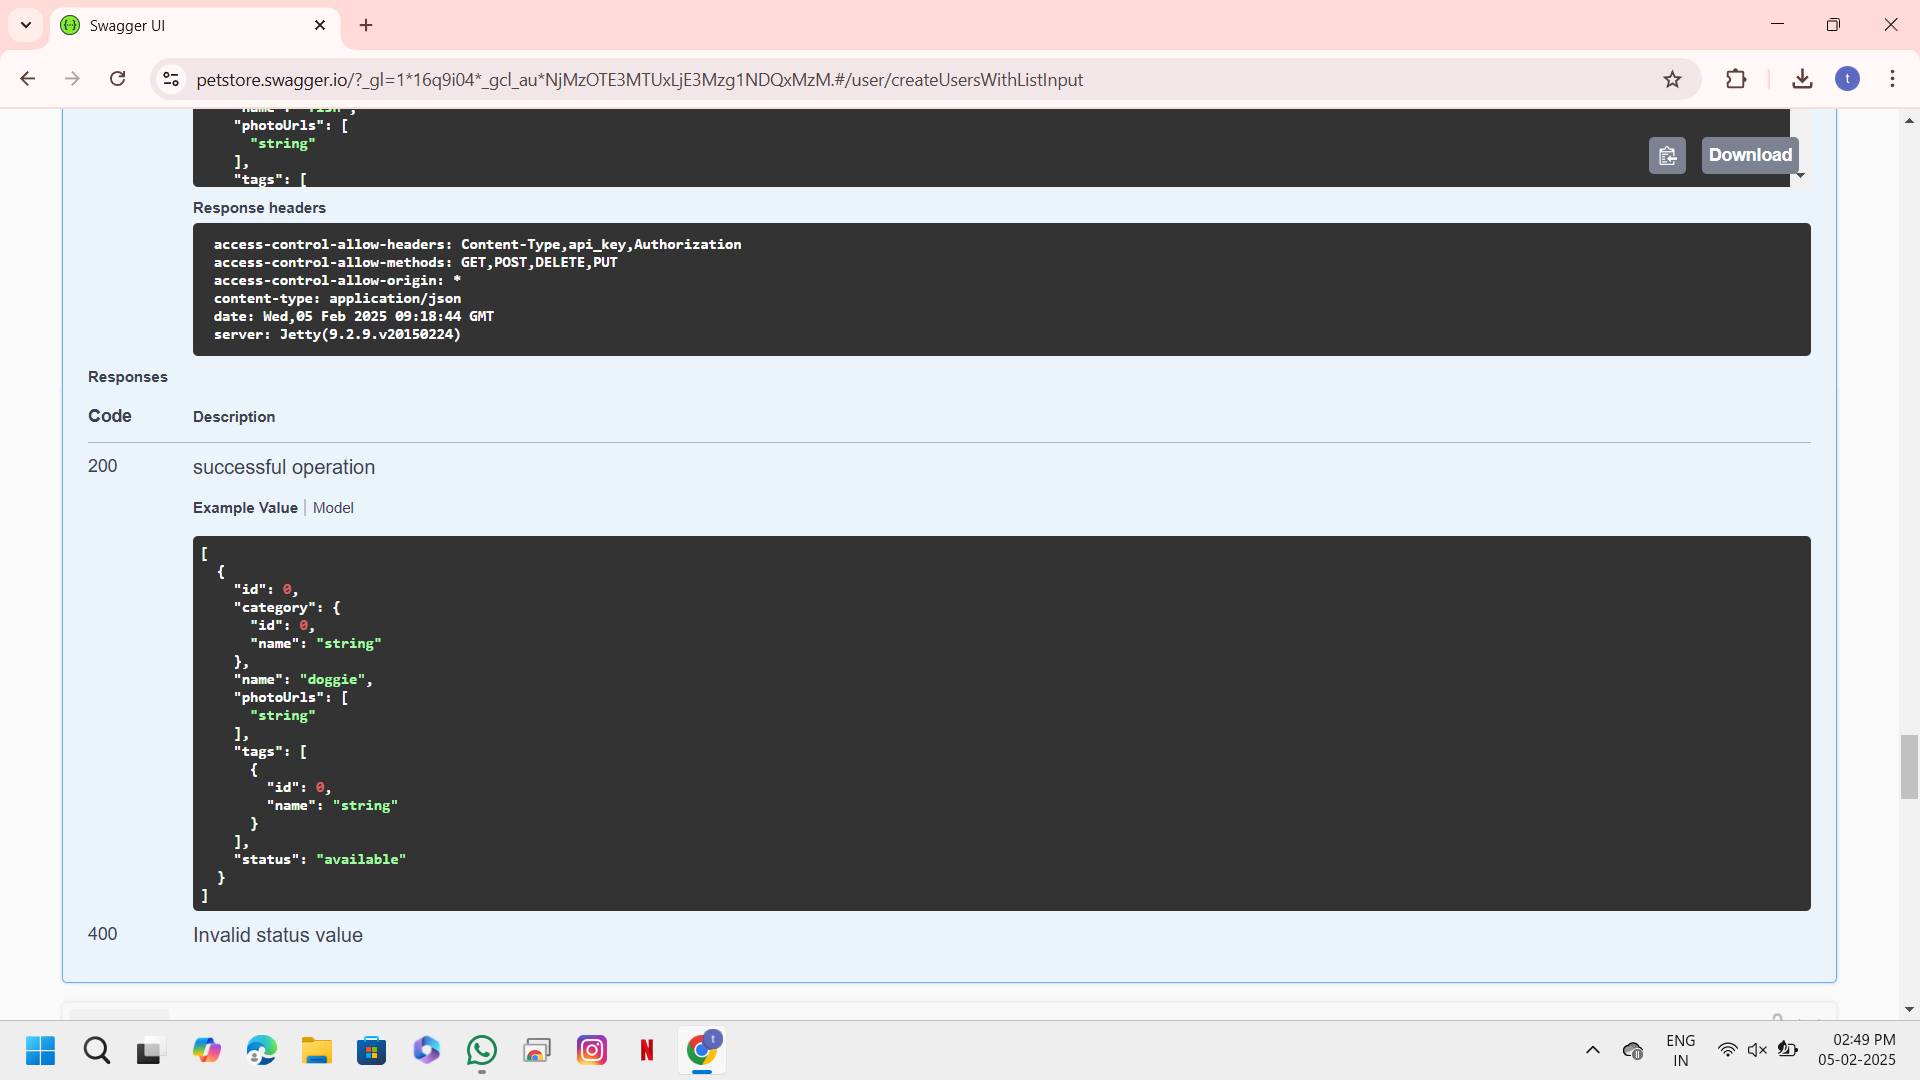 Swagger UI
petstore.swagger.io/?_gl=1*16q9i04*_gcl_au*NjMzOTE3MTUxLjE3Mzg1NDQxMzM.#/user/createUsersWithListInput
t
"photoUrls": [
"string"
],
"tags": [
Download
Response headers
access-control-allow-headers: Content-Type,api_key,Authorization
access-control-allow-methods: GET,POST,DELETE,PUT
access-control-allow-origin: *
content-type: application/json
date: Wed,05 Feb 2025 09:18:44 GMT
server: Jetty(9.2.9.v20150224)
Responses
Code Description
200 successful operation
Example Value | Model
[
{
"id": 0,
"category": {
"id": 0,
"name": "string"
},
"name": "doggie",
"photoUrls": [
"string"
],
"tags": [
{
"id": 0,
"name": "string"
}
],
"status": "available"
}
]
400 Invalid status value
N
t
ENG
IN
02:49 PM
05-02-2025